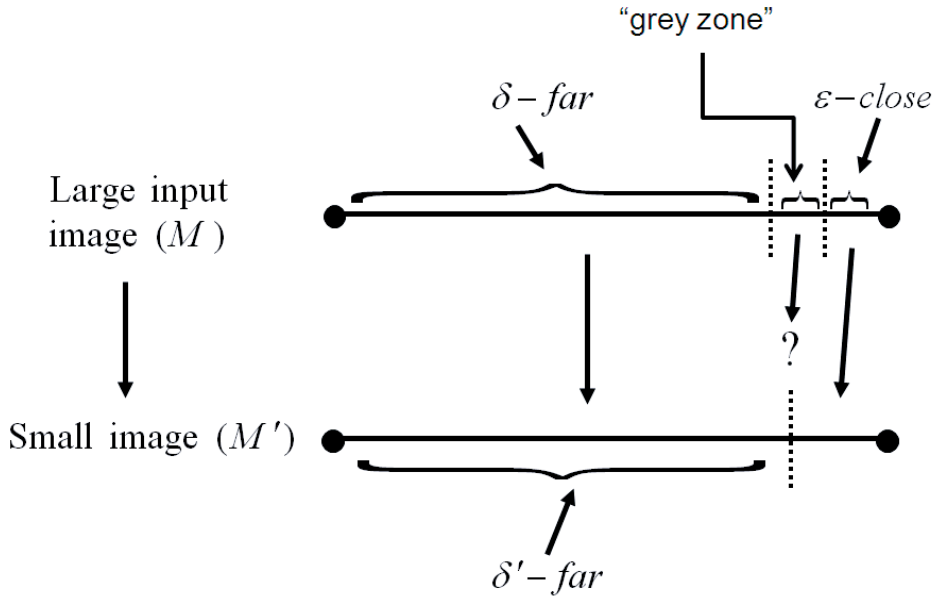 “grey zone”
δ – far
ε – close
Large input
image (M )
?
Small image (M′)
δ′ – far